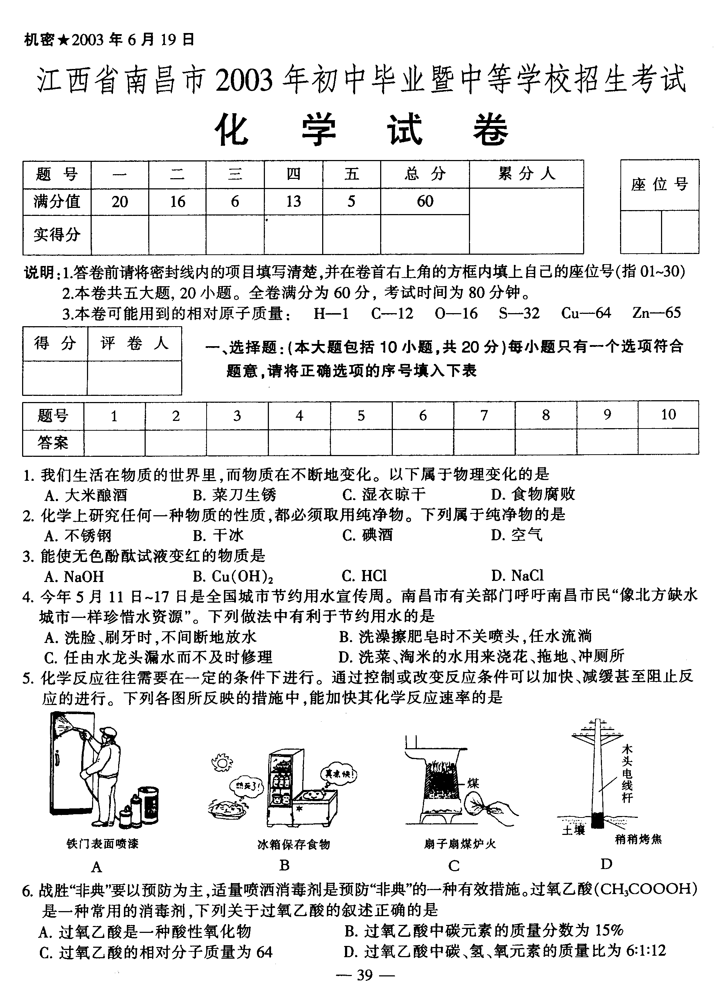 机密★2003 年 6 月 19 日
江西省南昌市 2003 年初中毕业暨中等学校招生考试
化 学 试 卷
题 号 一 二 三 四 五 总 分 累 分 人
满分值 20 16 6 13 5 60
实得分
座 位 号
说明:1.答卷前请将密封线内的项目填写清楚,并在卷首右上角的方框内填上自己的座位号(指 01~30)
2.本卷共五大题, 20 小题。全卷满分为 60 分, 考试时间为 80 分钟。
3.本卷可能用到的相对原子质量: H—1 C—12 O—16 S—32 Cu—64 Zn—65
得 分 评 卷 人
一、选择题:(本大题包括 10 小题,共 20 分)每小题只有一个选项符合
题意,请将正确选项的序号填入下表
题号 1 2 3 4 5 6 7 8 9 10
答案
1. 我们生活在物质的世界里,而物质在不断地变化。以下属于物理变化的是
A. 大米酿酒 B. 菜刀生锈 C. 湿衣晾干 D. 食物腐败
2. 化学上研究任何一种物质的性质,都必须取用纯净物。下列属于纯净物的是
A. 不锈钢 B. 干冰 C. 碘酒 D. 空气
3. 能使无色酚酞试液变红的物质是
A. NaOH B. Cu(OH)₂ C. HCl D. NaCl
4. 今年 5 月 11 日~17 日是全国城市节约用水宣传周。南昌市有关部门呼吁南昌市民“像北方缺水
城市一样珍惜水资源”。下列做法中有利于节约用水的是
A. 洗脸、刷牙时,不间断地放水 B. 洗澡擦肥皂时不关喷头,任水流淌
C. 任由水龙头漏水而不及时修理 D. 洗菜、淘米的水用来浇花、拖地、冲厕所
5. 化学反应往往需要在一定的条件下进行。通过控制或改变反应条件可以加快、减缓甚至阻止反
应的进行。下列各图所反映的措施中,能加快其化学反应速率的是
热死了!
真凉快!
煤
木头电线杆
土壤
稍稍烤焦
铁门表面喷漆 冰箱保存食物 扇子扇煤炉火
A B C D
6. 战胜“非典”要以预防为主,适量喷洒消毒剂是预防“非典”的一种有效措施。过氧乙酸(CH₃COOOH)
是一种常用的消毒剂,下列关于过氧乙酸的叙述正确的是
A. 过氧乙酸是一种酸性氧化物 B. 过氧乙酸中碳元素的质量分数为 15%
C. 过氧乙酸的相对分子质量为 64 D. 过氧乙酸中碳、氢、氧元素的质量比为 6:1:12
— 39 —